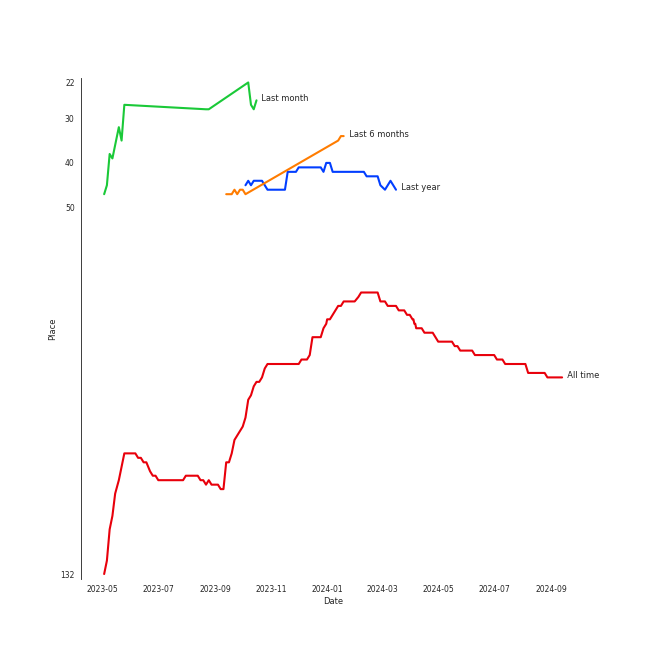 22
Last month
30
Last 6 months
40
Last year
50
Place
All time
132
2023-05 2023-07 2023-09 2023-11 2024-01 2024-03 2024-05 2024-07 2024-09
Date